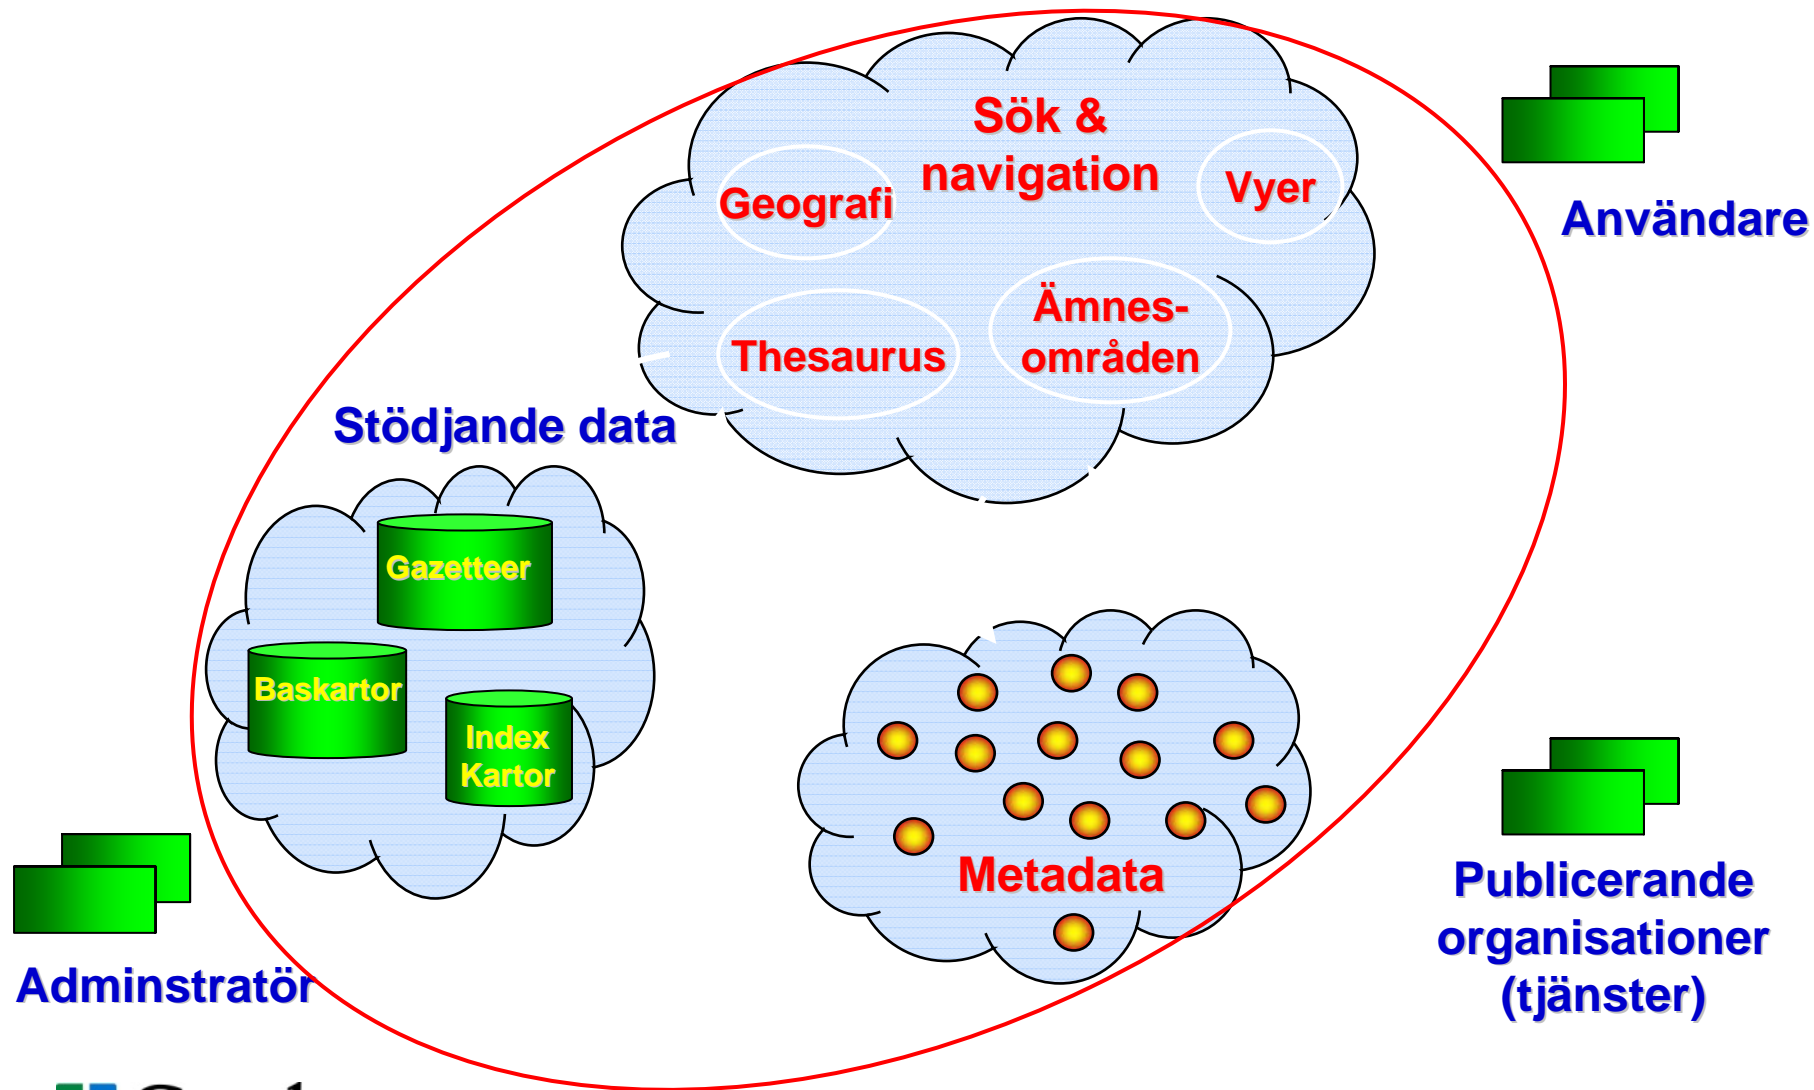 Sök &
navigation
Geografi
Vyer
Användare
Ämnes-
områden
Thesaurus
Stödjande data
Gazetteer
Baskartor
Index
Kartor
Metadata
Publicerande
organisationer
(tjänster)
Adminstratör